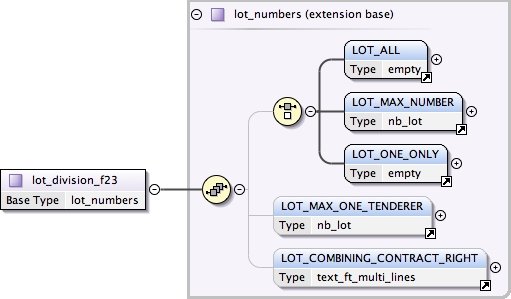 lot_numbers (extension base)
LOT_ALL
Type empty
LOT_MAX_NUMBER
Type nb_lot
LOT_ONE_ONLY
Type empty
lot_division_f23
Base Type lot_numbers
LOT_MAX_ONE_TENDERER
Type nb_lot
LOT_COMBINING_CONTRACT_RIGHT
Type text_ft_multi_lines